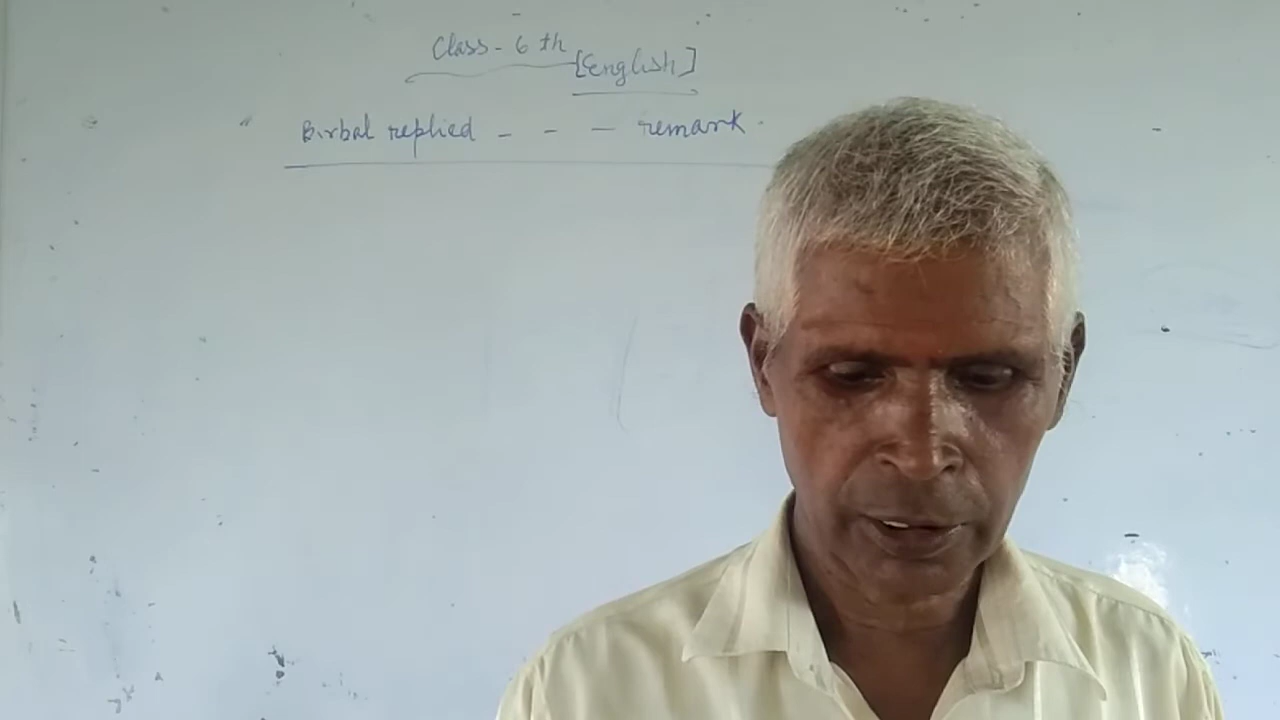 Class - 6 th
[English]
" Birbal replied - - - remark.